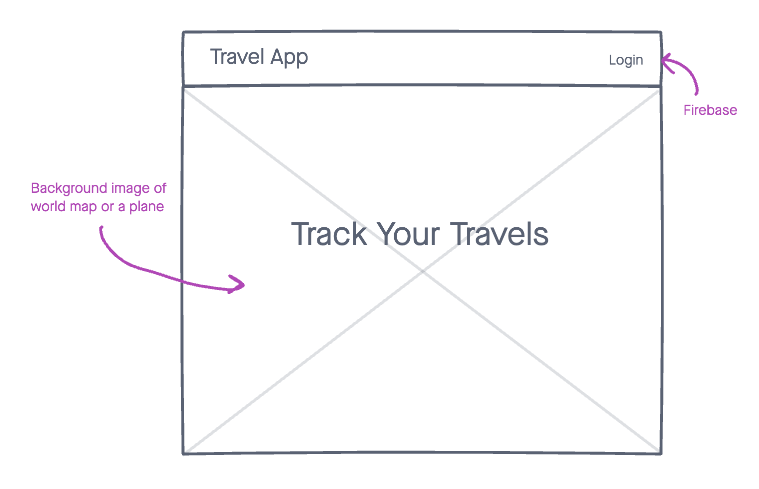 Travel App
Login
Firebase
Background image of
world map or a plane
Track Your Travels